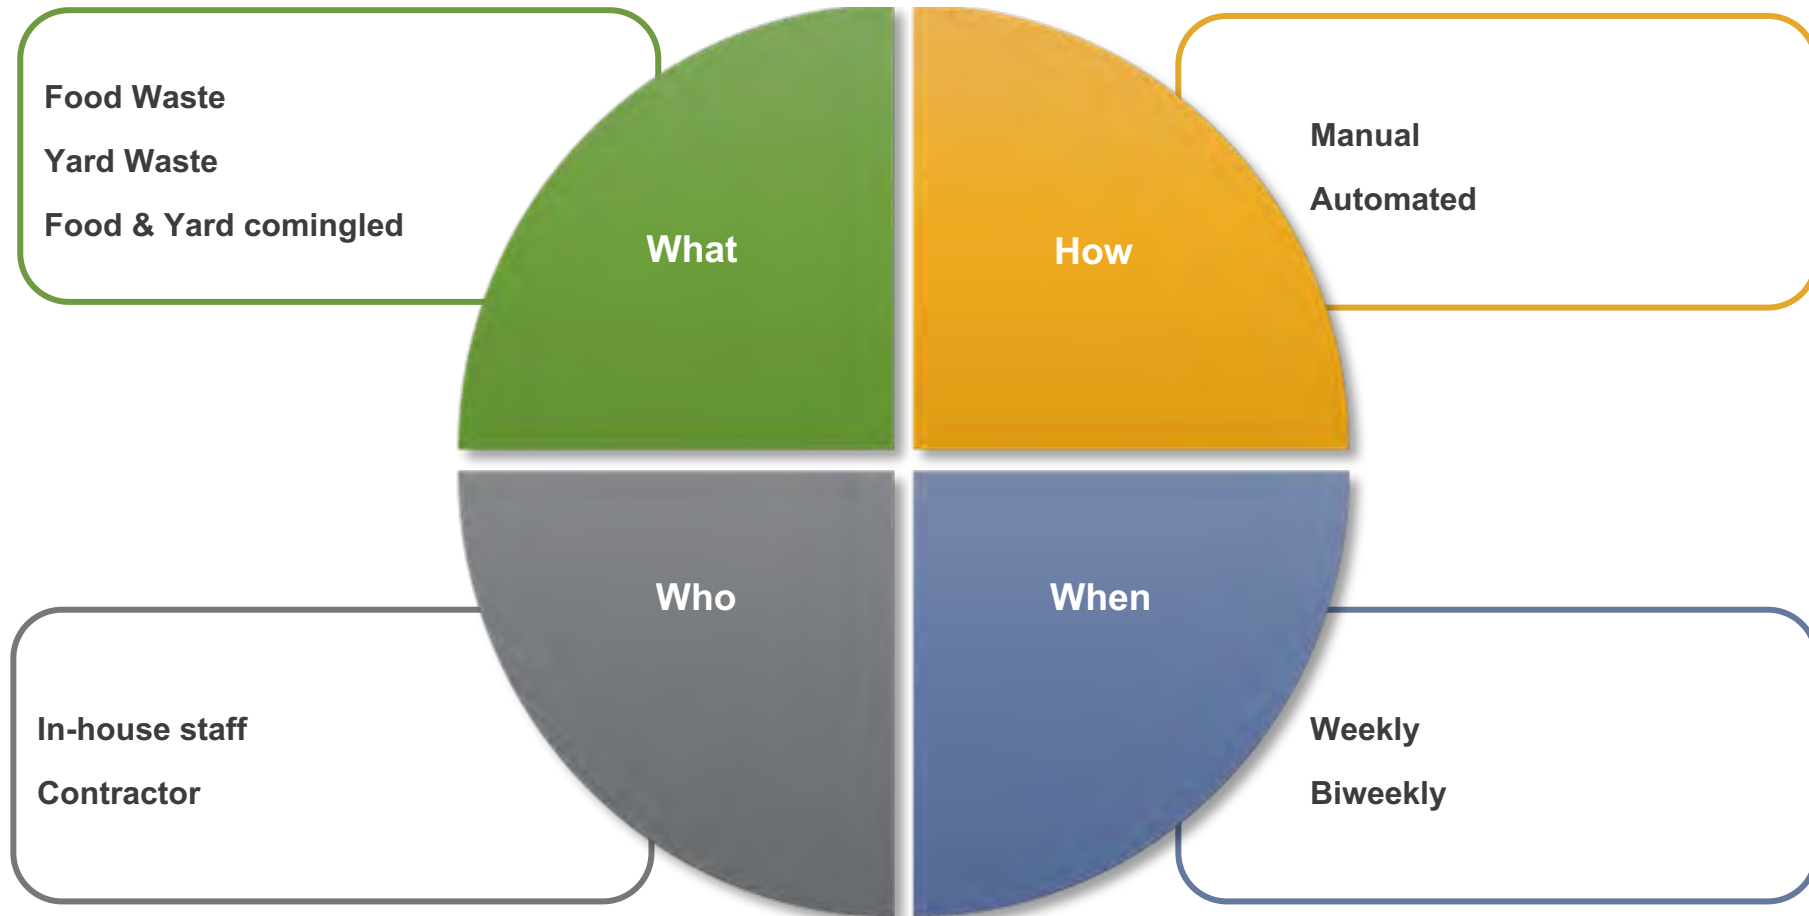 Food Waste
Yard Waste
Food & Yard comingled
What
How
Manual
Automated
Who
In-house staff
Contractor
When
Weekly
Biweekly